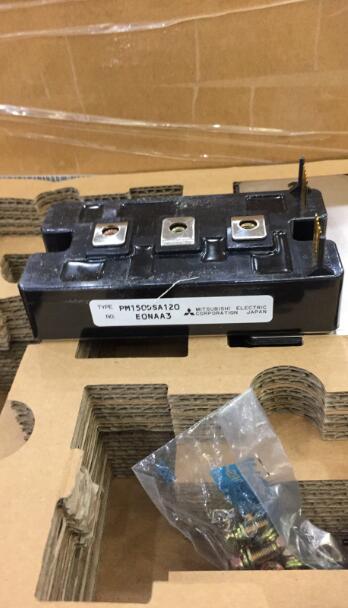 TYPE PM150DSA120
NO. E0NAA3
MITSUBISHI ELECTRIC
CORPORATION JAPAN